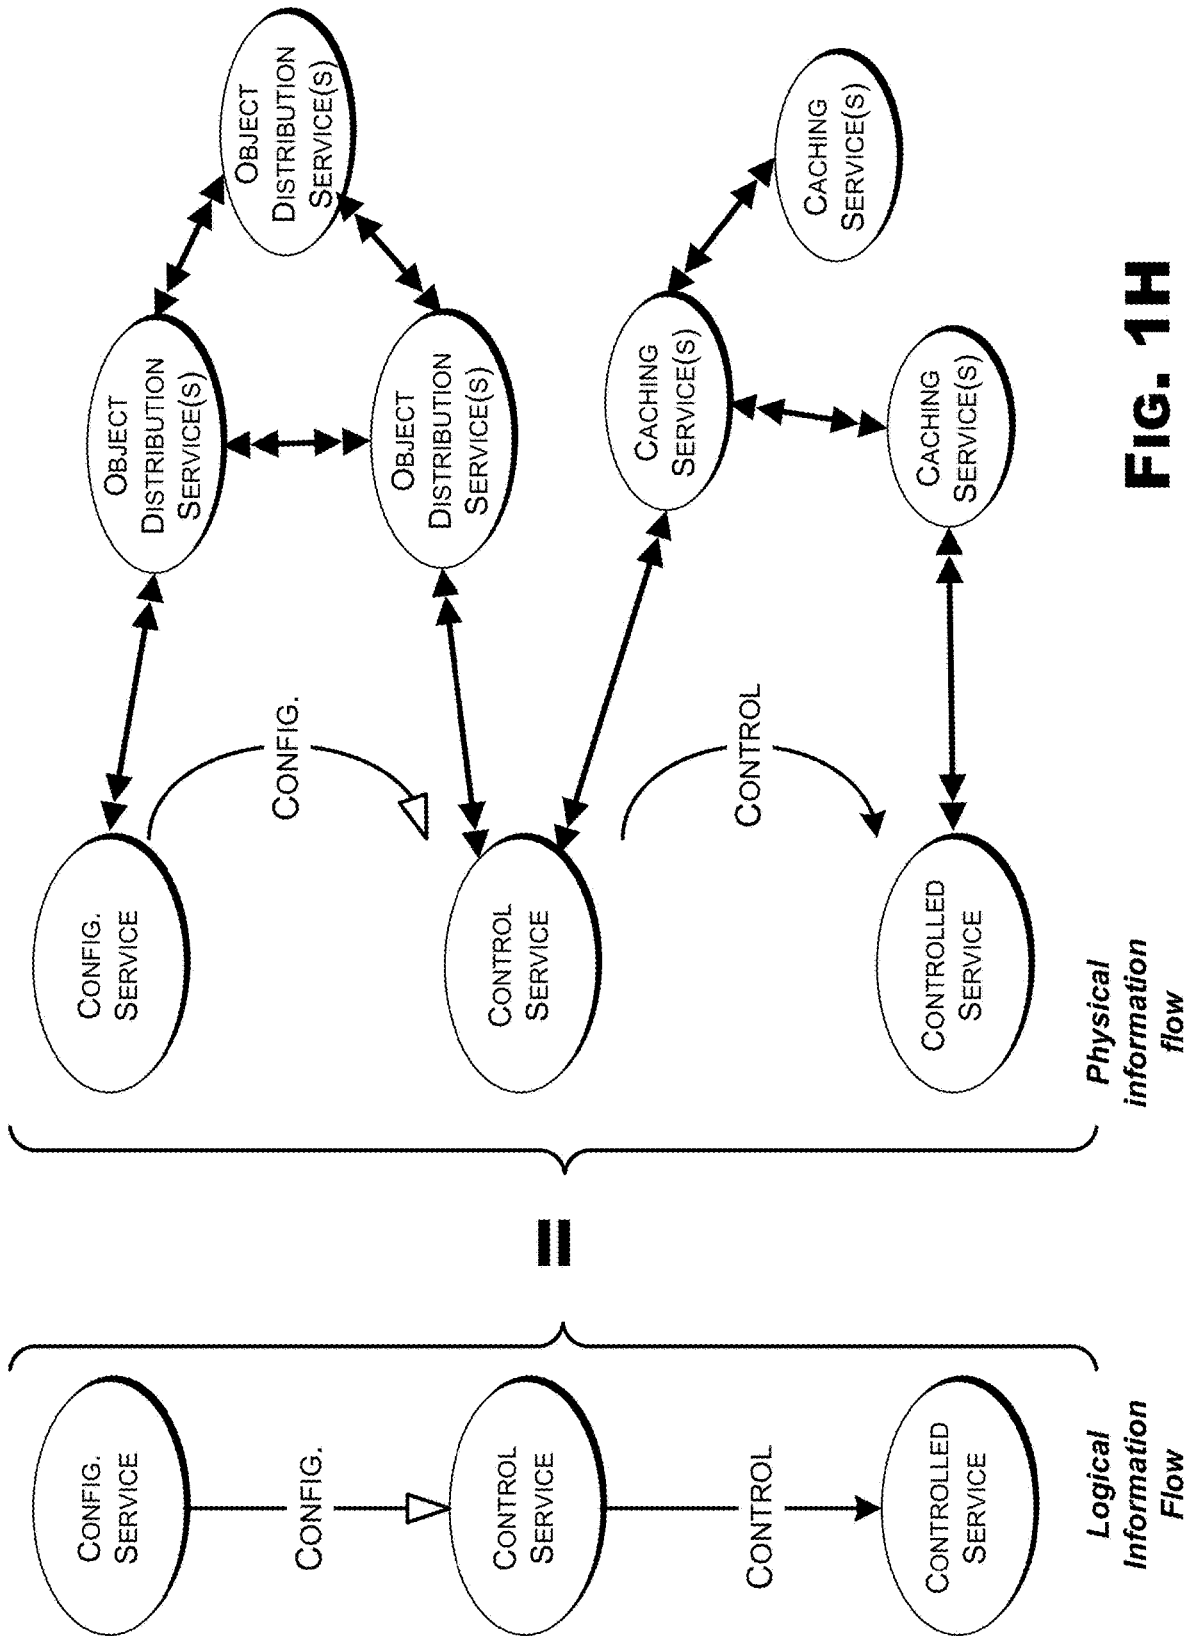 CONFIG.
SERVICE
CONFIG.
CONTROL
SERVICE
CONTROL
CONTROLLED
SERVICE
Logical
Information
Flow
=
CONFIG.
SERVICE
CONFIG.
CONTROL
SERVICE
CONTROL
CONTROLLED
SERVICE
Physical
information
flow
OBJECT
DISTRIBUTION
SERVICE(S)
OBJECT
DISTRIBUTION
SERVICE(S)
OBJECT
DISTRIBUTION
SERVICE(S)
CACHING
SERVICE(S)
CACHING
SERVICE(S)
CACHING
SERVICE(S)
FIG. 1H